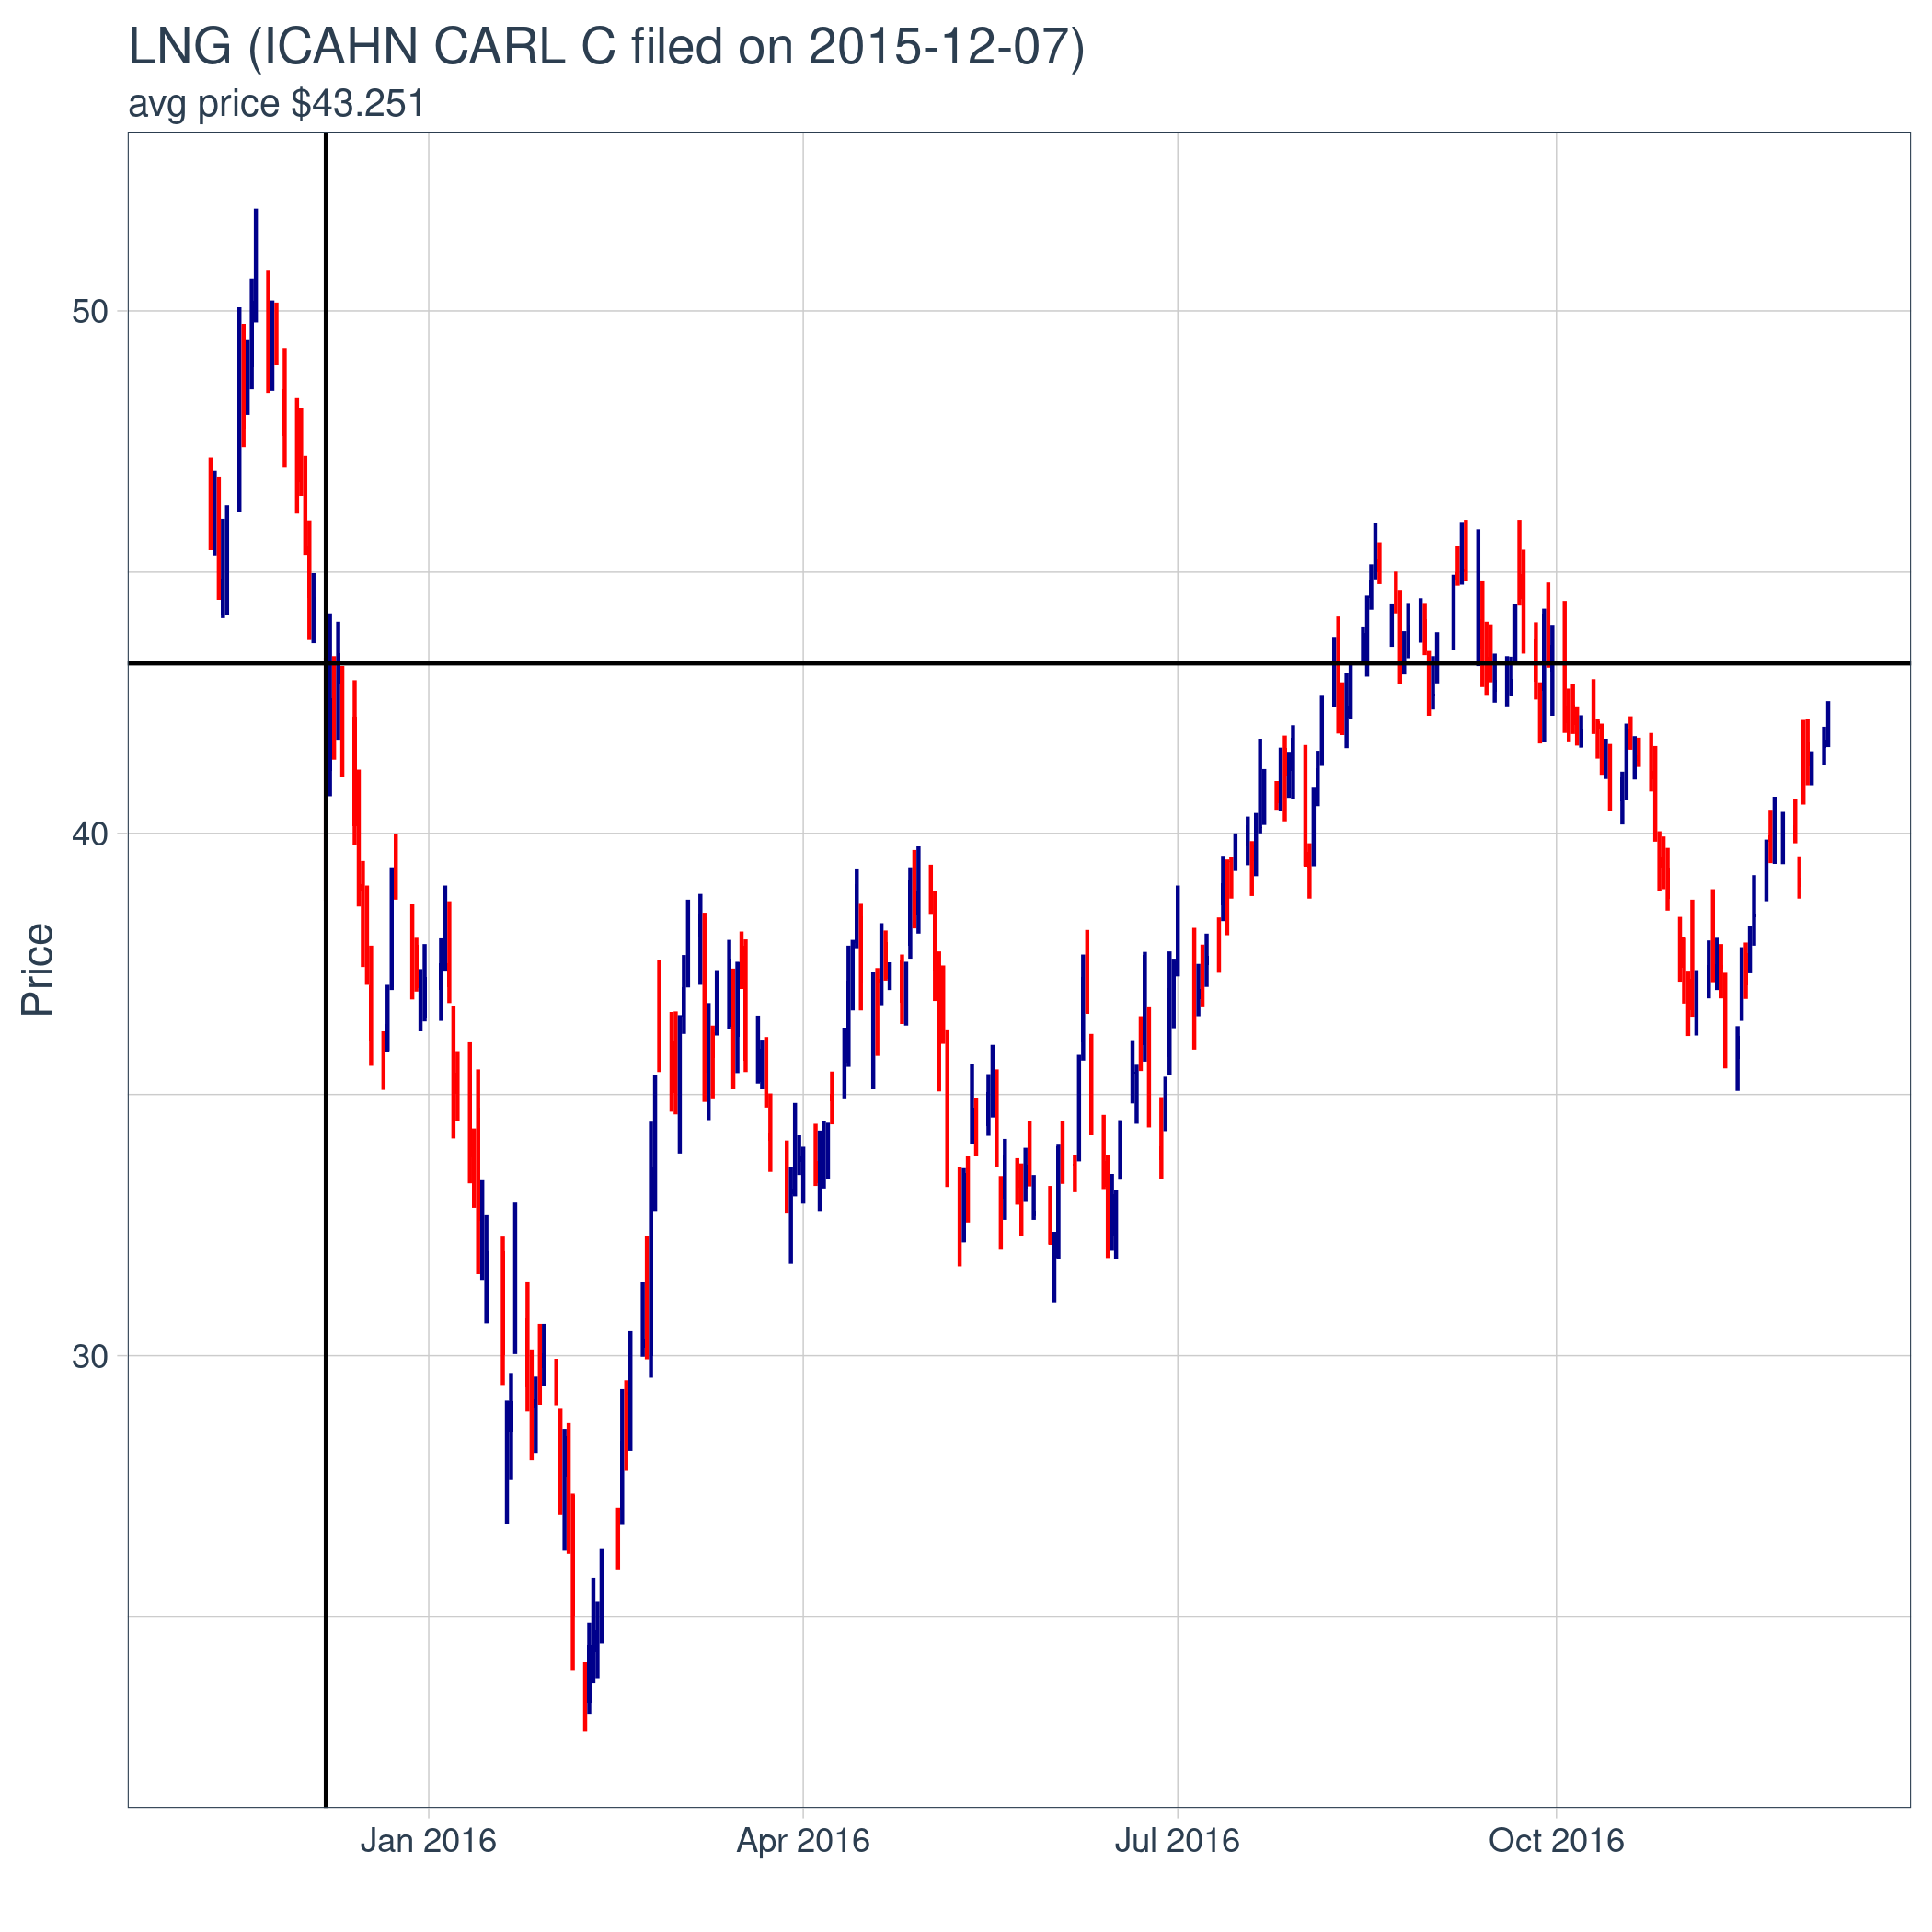 LNG (ICAHN CARL C filed on 2015-12-07)
avg price $43.251
50
40
30
Price
Jan 2016
Apr 2016
Jul 2016
Oct 2016